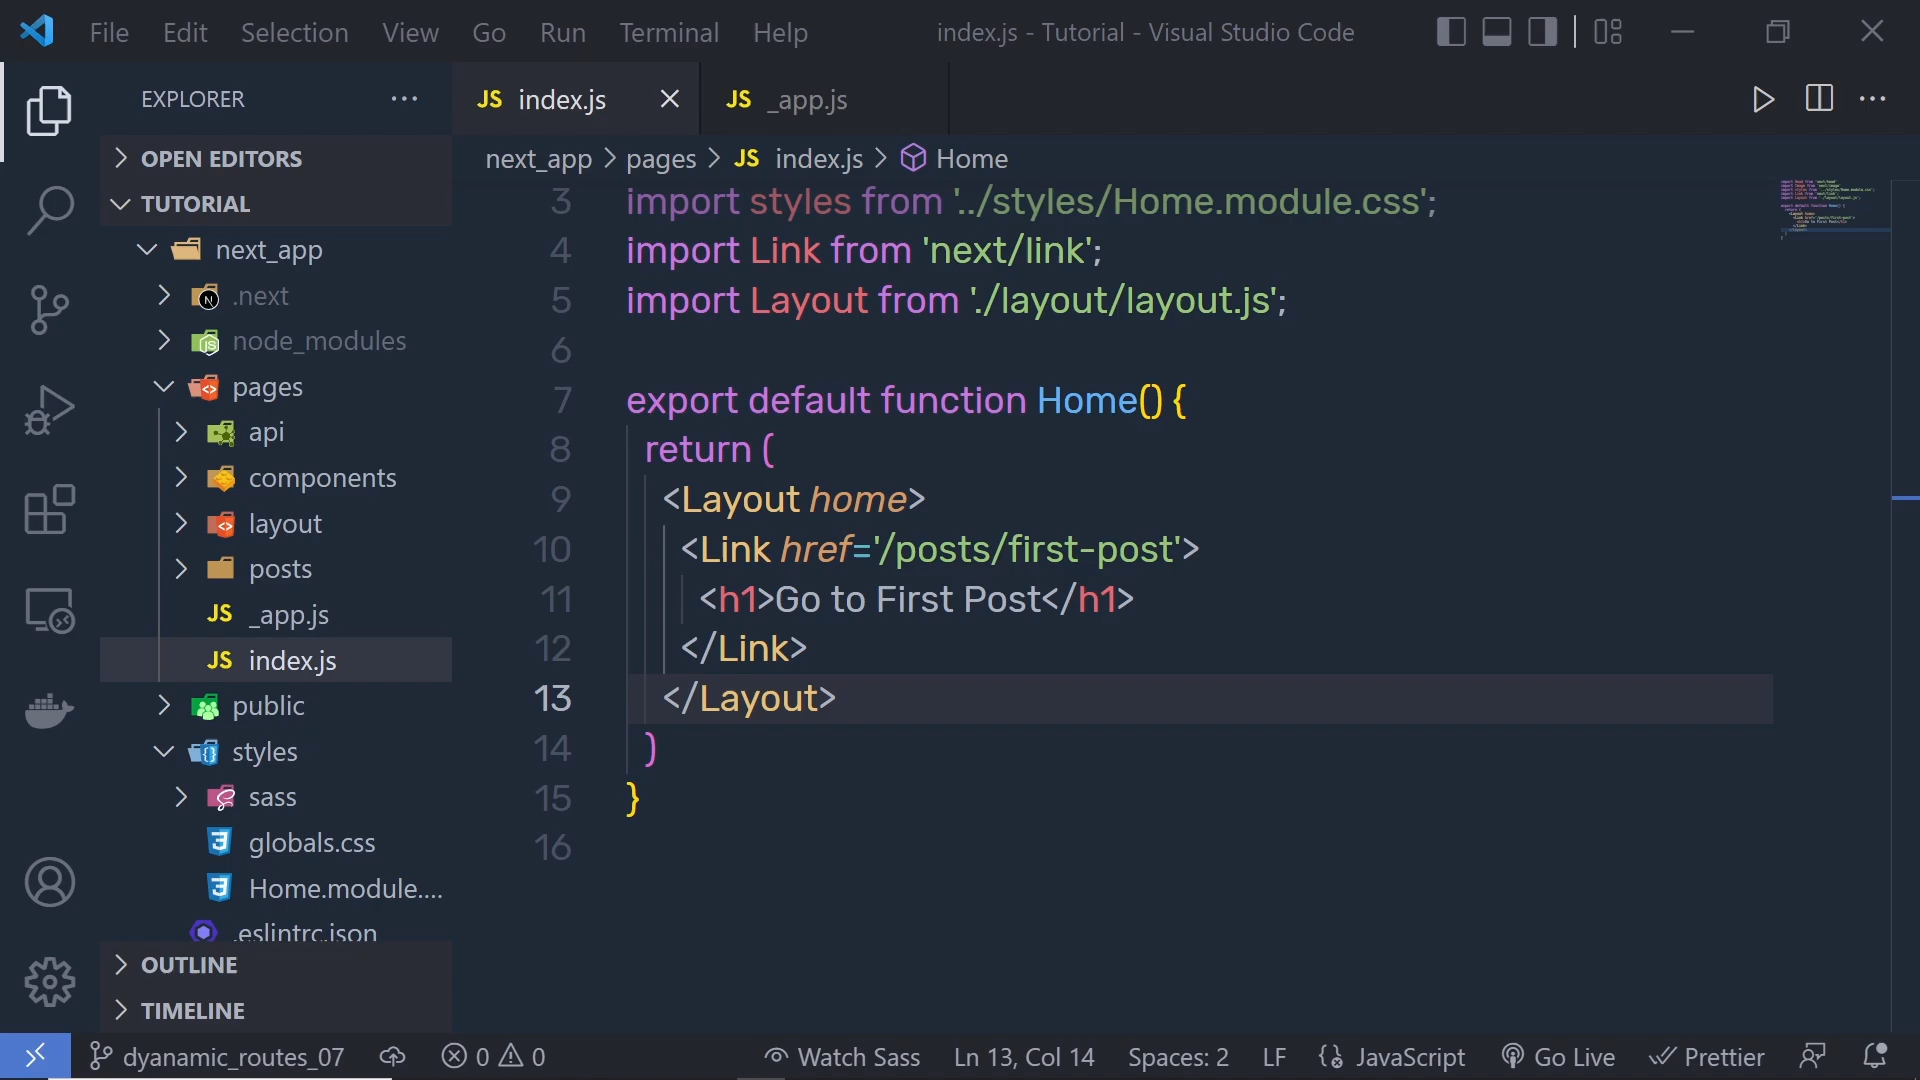 File Edit Selection View Go Run Terminal Help index.js - Tutorial - Visual Studio Code
EXPLORER
OPEN EDITORS
TUTORIAL
next_app
.next
node_modules
pages
api
components
layout
posts
JS _app.js
JS index.js
public
styles
sass
globals.css
Home.module....
.eslintrc.json
OUTLINE
TIMELINE
JS index.js JS _app.js
next_app > pages > JS index.js > Home
3 import styles from '../styles/Home.module.css';
4 import Link from 'next/link';
5 import Layout from './layout/layout.js';
6
7 export default function Home() {
8 return (
9 <Layout home>
10 <Link href='/posts/first-post'>
11 <h1>Go to First Post</h1>
12 </Link>
13 </Layout>
14 )
15 }
16
dyanamic_routes_07 0 0 Watch Sass Ln 13, Col 14 Spaces: 2 LF JavaScript Go Live Prettier